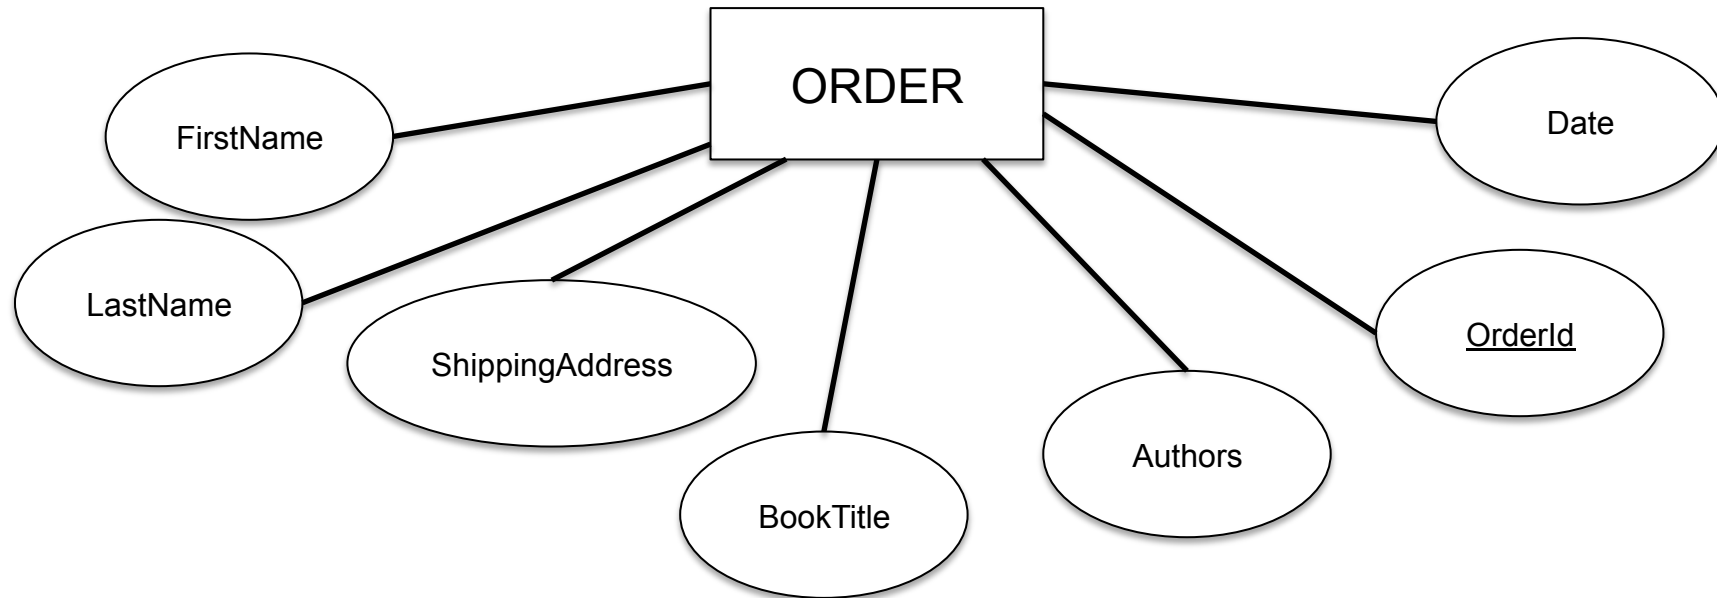 ORDER
FirstName
Date
LastName
OrderId
ShippingAddress
Authors
BookTitle